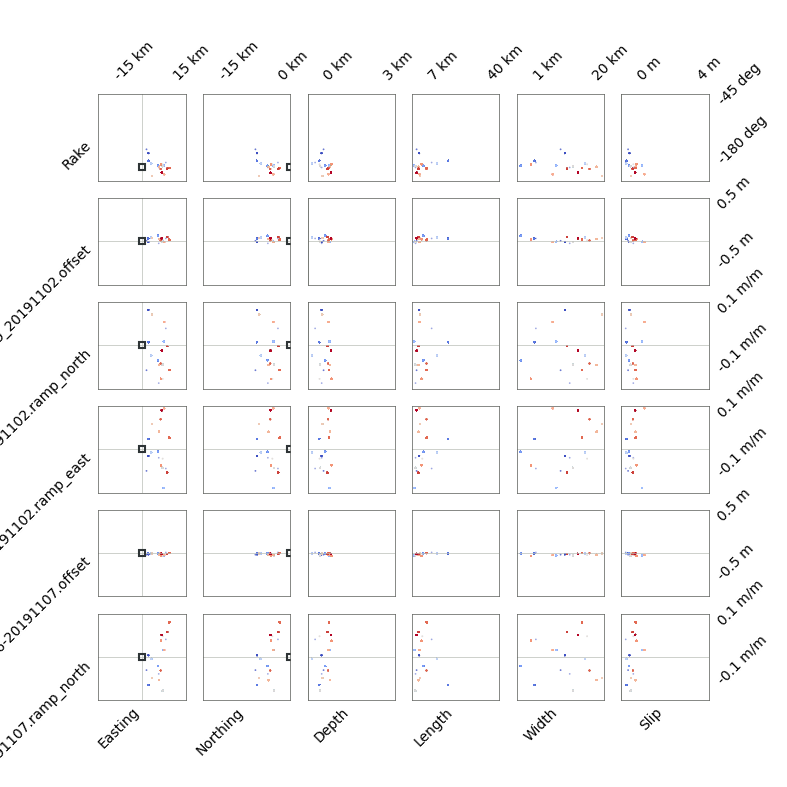 -15 km
15 km
-15 km
0 km
0 km
3 km
7 km
40 km
1 km
20 km
0 m
4 m
-45 deg
Rake
-180 deg
0.5 m
_20191102.offset
-0.5 m
0.1 m/m
91102.ramp_north
-0.1 m/m
0.1 m/m
191102.ramp_east
-0.1 m/m
0.5 m
-20191107.offset
-0.5 m
0.1 m/m
01107.ramp_north
-0.1 m/m
Easting
Northing
Depth
Length
Width
Slip